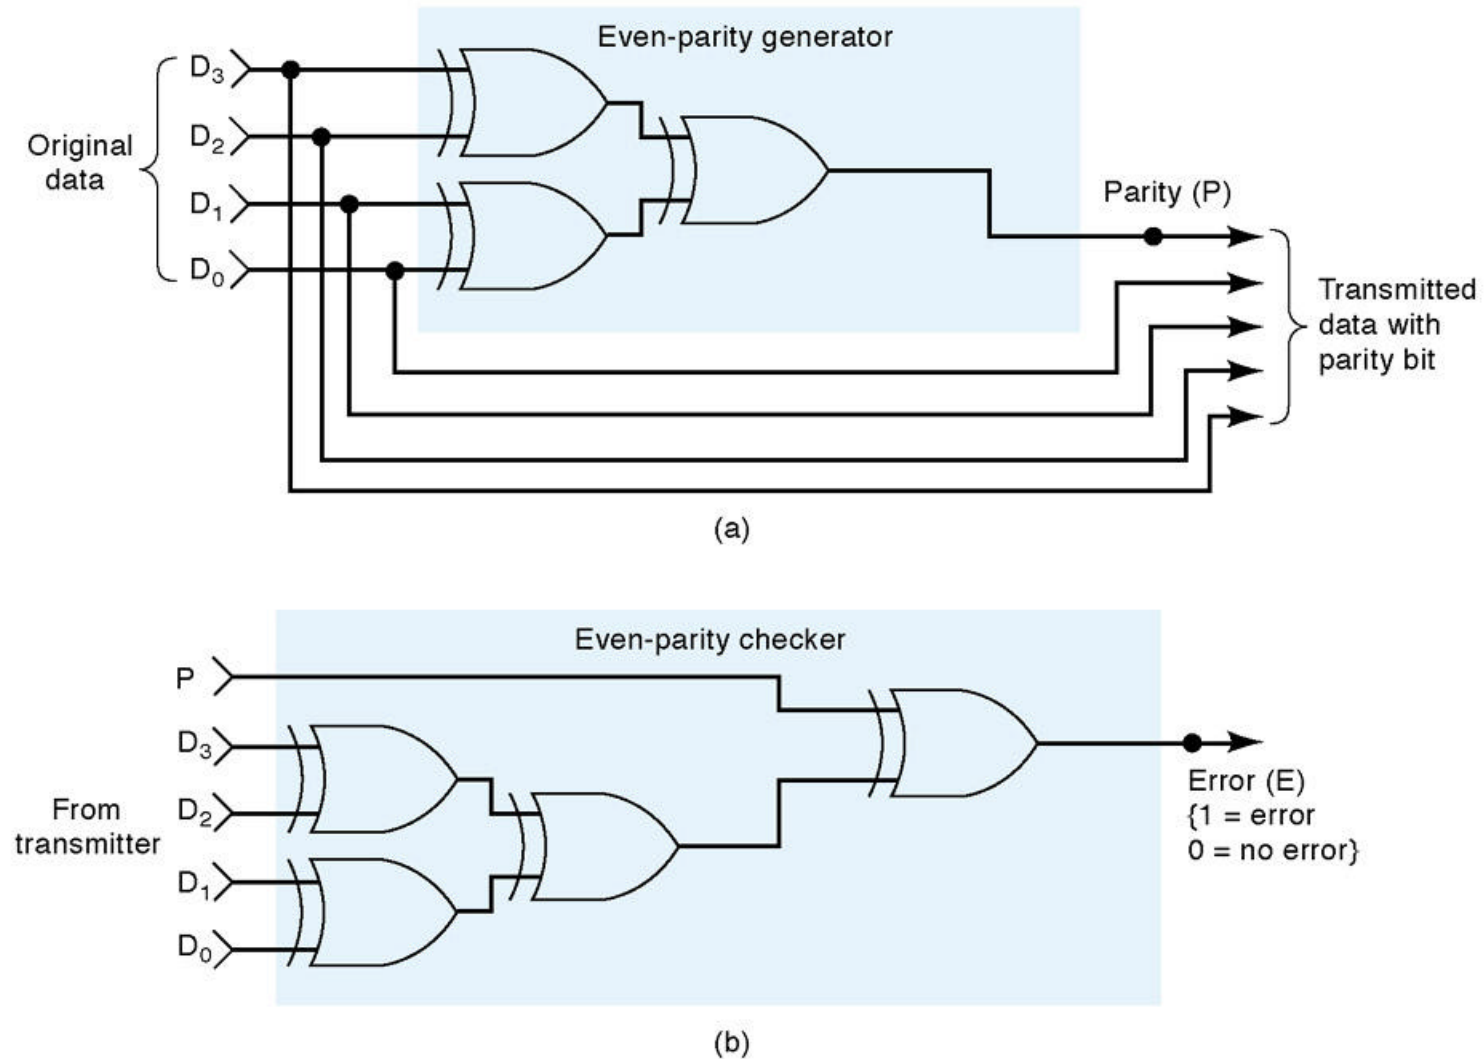 Even-parity generator
D₃
D₂
D₁
D₀
Original
data
Parity (P)
Transmitted
data with
parity bit
(a)
Even-parity checker
P
D₃
D₂
D₁
D₀
From
transmitter
Error (E)
{1 = error
0 = no error}
(b)